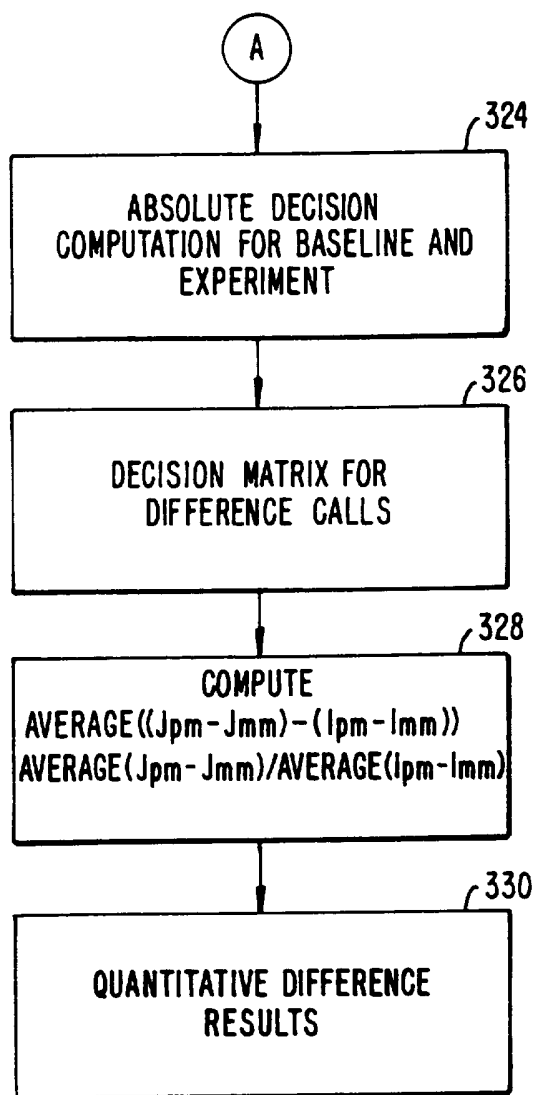 A
324
ABSOLUTE DECISION
COMPUTATION FOR BASELINE AND
EXPERIMENT
326
DECISION MATRIX FOR
DIFFERENCE CALLS
328
COMPUTE
AVERAGE((Jpm-Jmm)-(Ipm-Imm))
AVERAGE(Jpm-Jmm)/AVERAGE(Ipm-Imm)
330
QUANTITATIVE DIFFERENCE
RESULTS